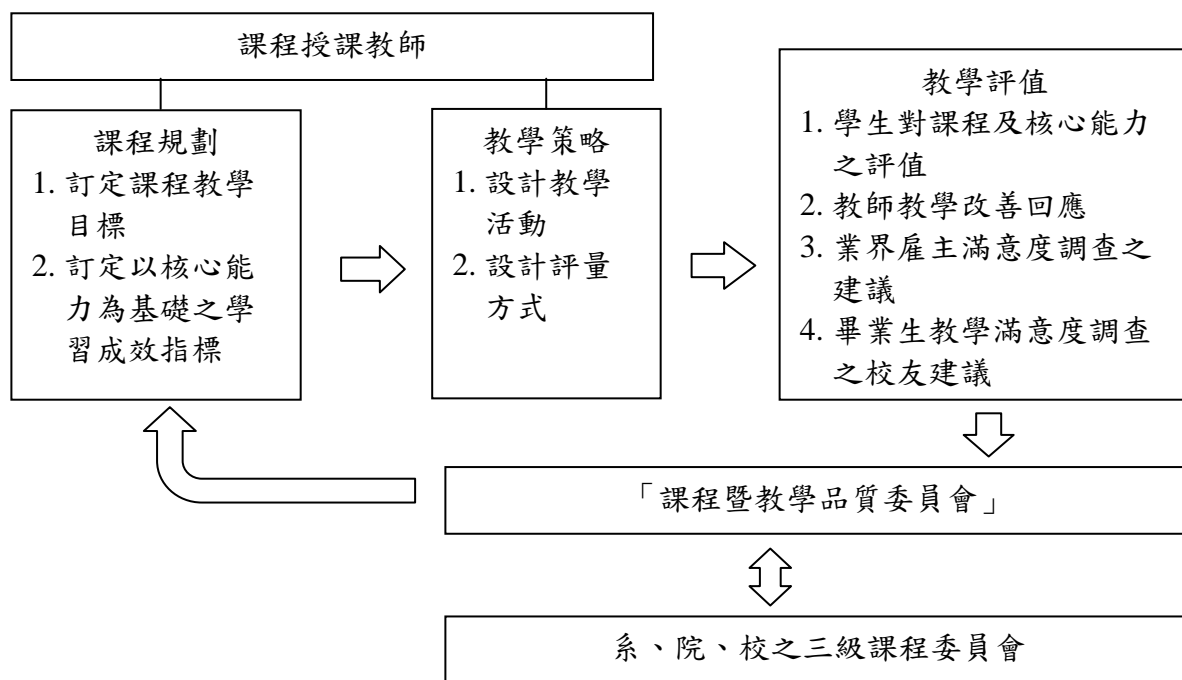 課程授課教師
課程規劃
1. 訂定課程教學
目標
2. 訂定以核心能
力為基礎之學
習成效指標
教學策略
1. 設計教學
活動
2. 設計評量
方式
教學評值
1. 學生對課程及核心能力
之評值
2. 教師教學改善回應
3. 業界雇主滿意度調查之
建議
4. 畢業生教學滿意度調查
之校友建議
「課程暨教學品質委員會」
系、院、校之三級課程委員會